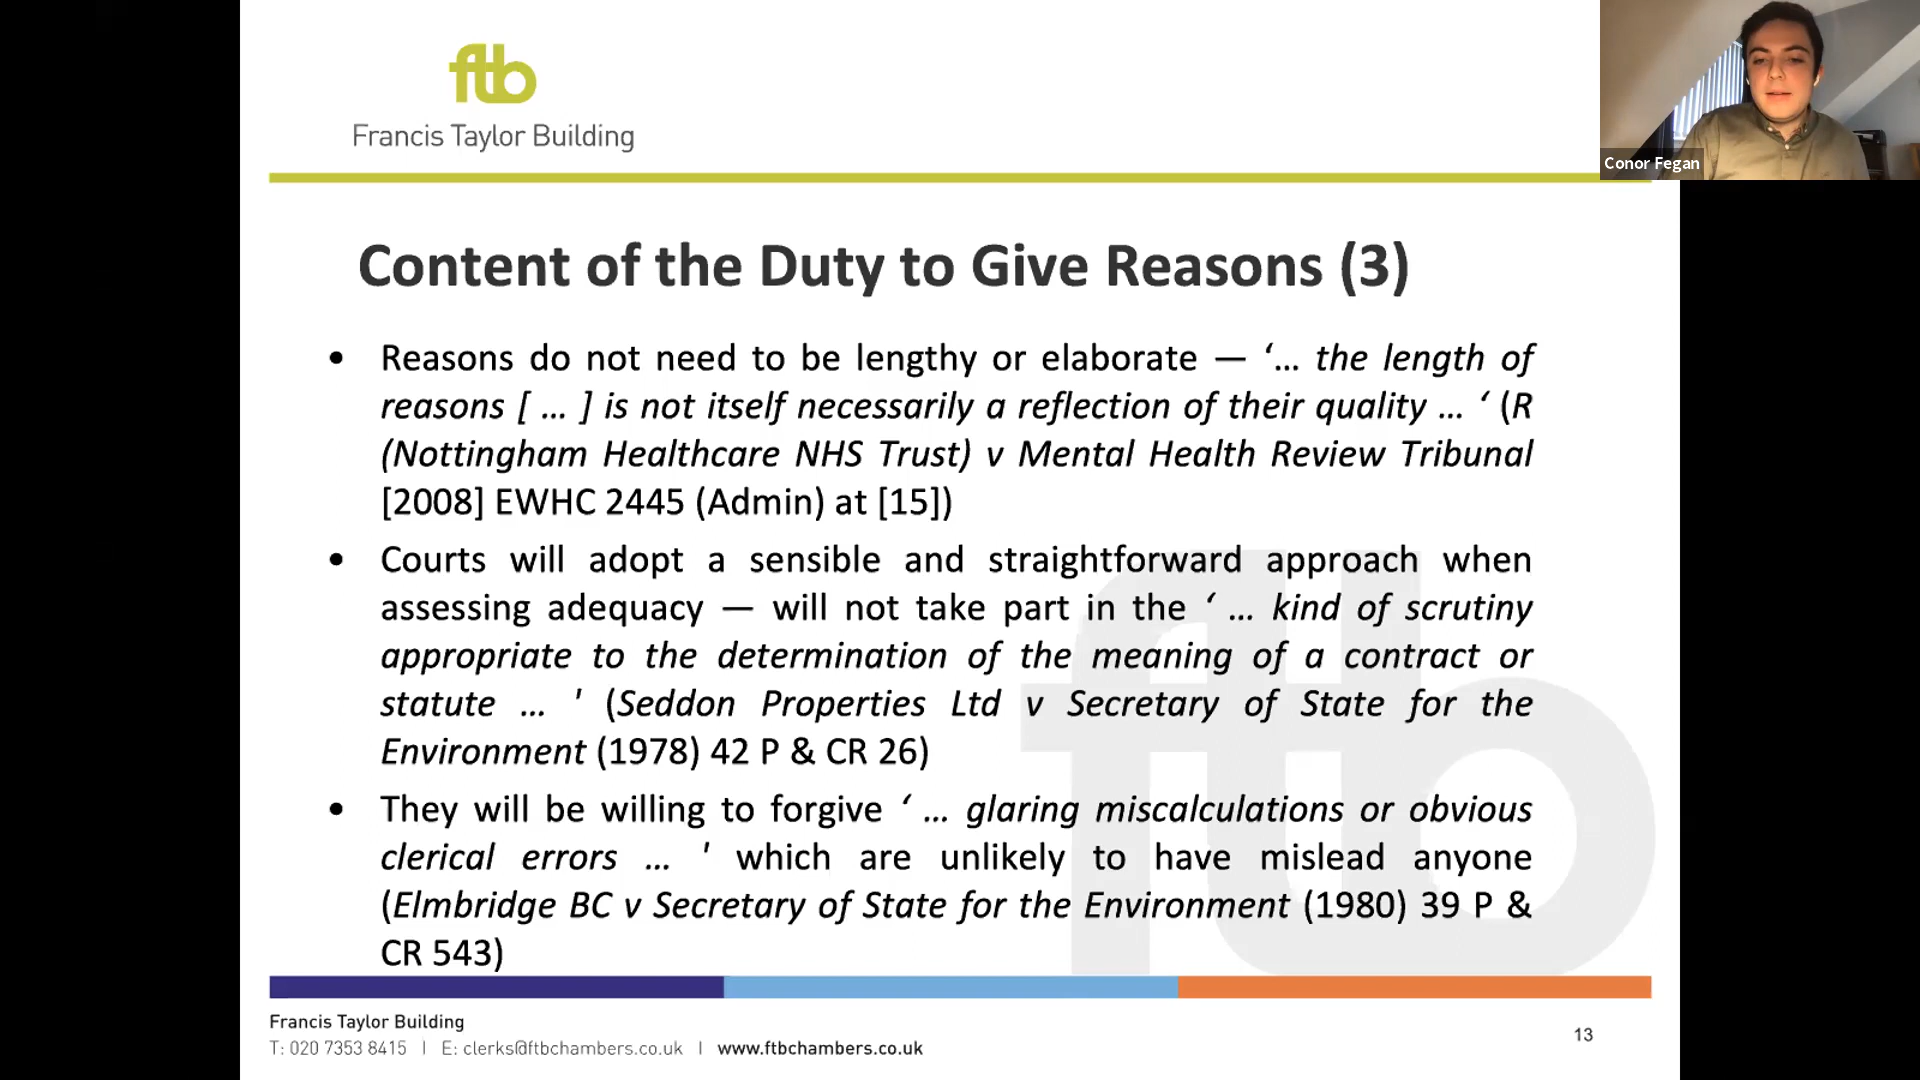 ftb
Francis Taylor Building
Conor Fegan
Content of the Duty to Give Reasons (3)
• Reasons do not need to be lengthy or elaborate — ‘… the length of
reasons [ … ] is not itself necessarily a reflection of their quality … ‘ (R
(Nottingham Healthcare NHS Trust) v Mental Health Review Tribunal
[2008] EWHC 2445 (Admin) at [15])
• Courts will adopt a sensible and straightforward approach when
assessing adequacy — will not take part in the ‘ … kind of scrutiny
appropriate to the determination of the meaning of a contract or
statute … ' (Seddon Properties Ltd v Secretary of State for the
Environment (1978) 42 P & CR 26)
• They will be willing to forgive ‘ … glaring miscalculations or obvious
clerical errors … ' which are unlikely to have mislead anyone
(Elmbridge BC v Secretary of State for the Environment (1980) 39 P &
CR 543)
ftb
Francis Taylor Building
T: 020 7353 8415 | E: clerks@ftbchambers.co.uk | www.ftbchambers.co.uk
13